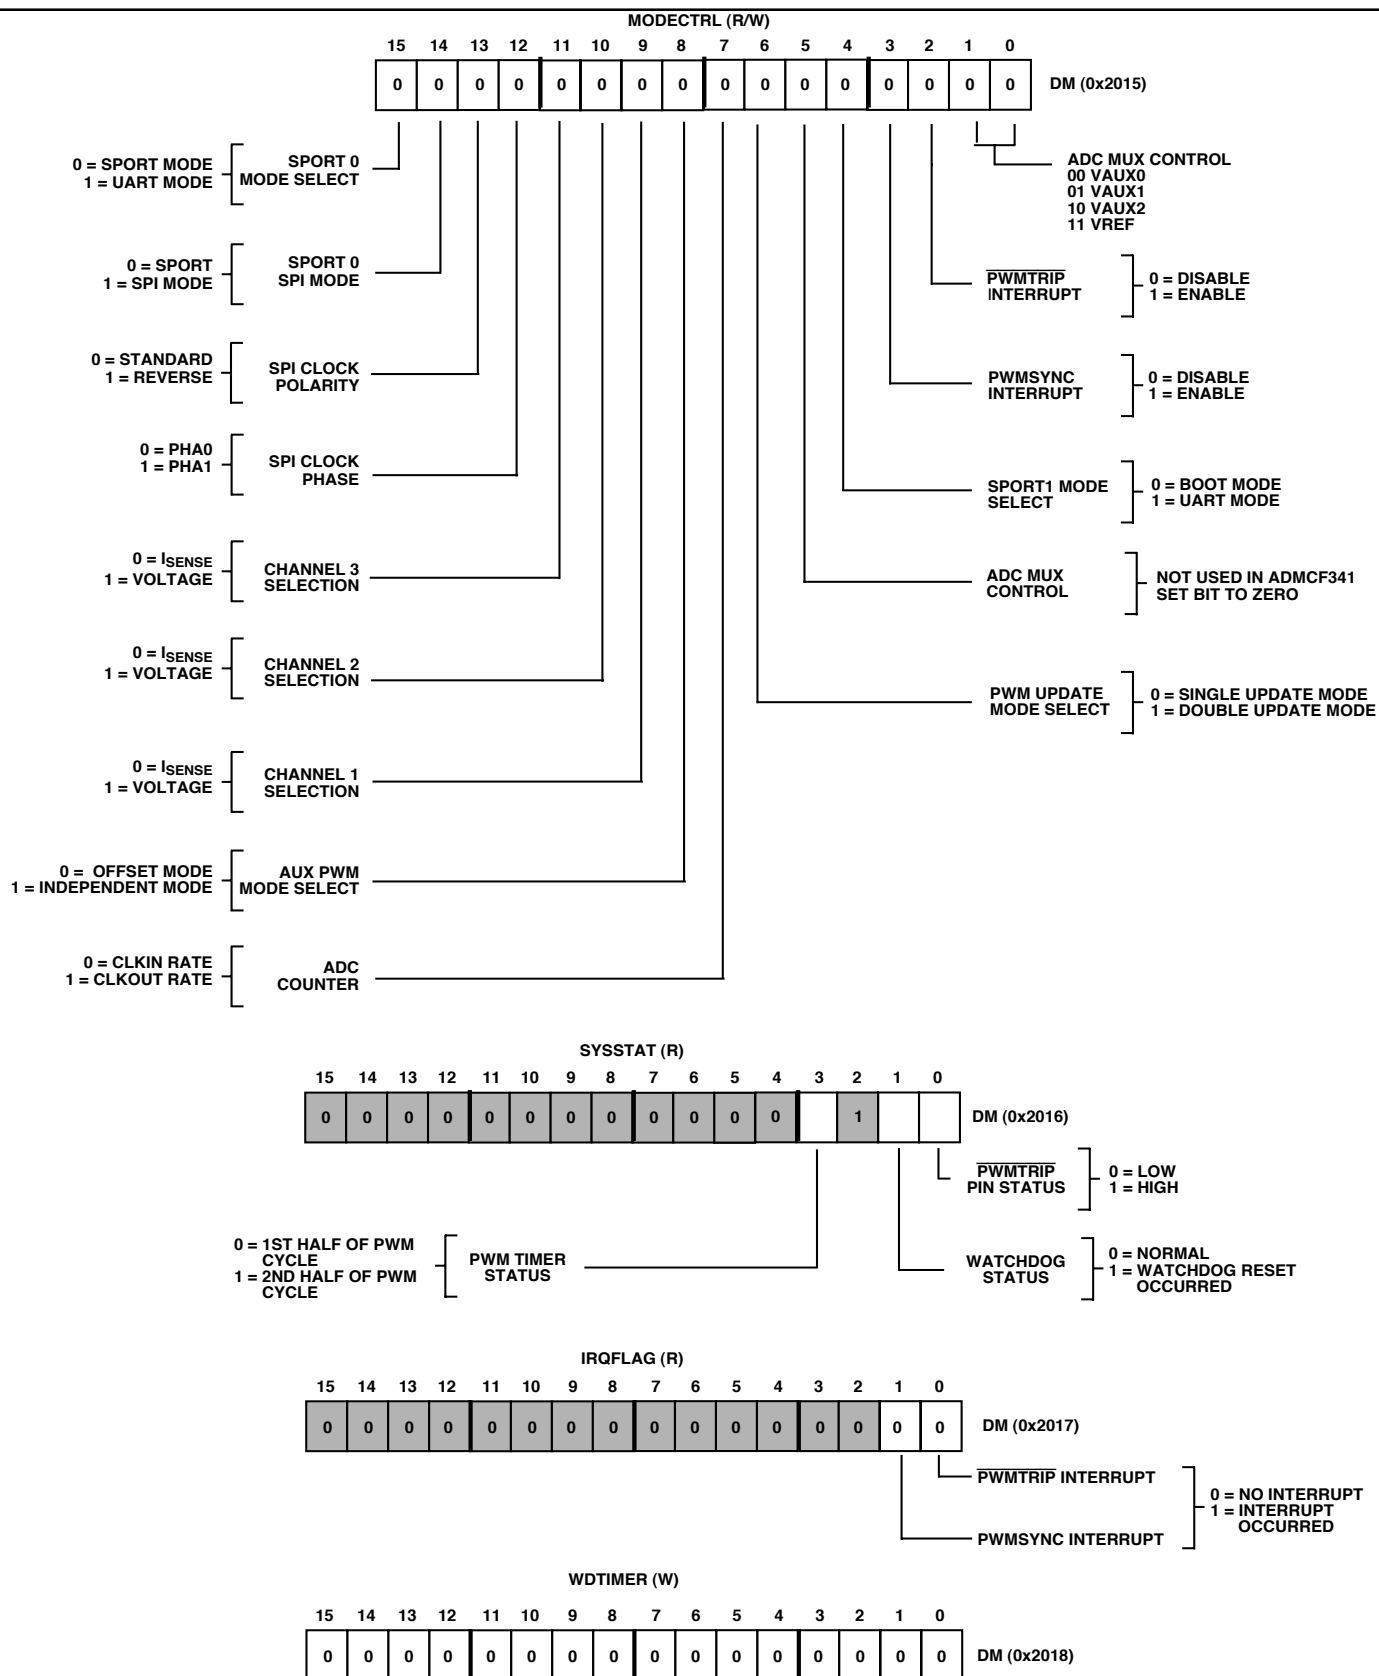 MODECTRL (R/W)
15 14 13 12 11 10 9 8 7 6 5 4 3 2 1 0
0 0 0 0 0 0 0 0 0 0 0 0 0 0 0 0 DM (0x2015)
0 = SPORT MODE
1 = UART MODE
SPORT 0
MODE SELECT
ADC MUX CONTROL
00 VAUX0
01 VAUX1
10 VAUX2
11 VREF
0 = SPORT
1 = SPI MODE
SPORT 0
SPI MODE
PWMTRIP
INTERRUPT
0 = DISABLE
1 = ENABLE
0 = STANDARD
1 = REVERSE
SPI CLOCK
POLARITY
PWMSYNC
INTERRUPT
0 = DISABLE
1 = ENABLE
0 = PHA0
1 = PHA1
SPI CLOCK
PHASE
SPORT1 MODE
SELECT
0 = BOOT MODE
1 = UART MODE
0 = ISENSE
1 = VOLTAGE
CHANNEL 3
SELECTION
ADC MUX
CONTROL
NOT USED IN ADMCF341
SET BIT TO ZERO
0 = ISENSE
1 = VOLTAGE
CHANNEL 2
SELECTION
PWM UPDATE
MODE SELECT
0 = SINGLE UPDATE MODE
1 = DOUBLE UPDATE MODE
0 = ISENSE
1 = VOLTAGE
CHANNEL 1
SELECTION
0 = OFFSET MODE
1 = INDEPENDENT MODE
AUX PWM
MODE SELECT
0 = CLKIN RATE
1 = CLKOUT RATE
ADC
COUNTER
SYSSTAT (R)
15 14 13 12 11 10 9 8 7 6 5 4 3 2 1 0
0 0 0 0 0 0 0 0 0 0 0 0 1 DM (0x2016)
PWMTRIP
PIN STATUS
0 = LOW
1 = HIGH
0 = 1ST HALF OF PWM
CYCLE
1 = 2ND HALF OF PWM
CYCLE
PWM TIMER
STATUS
WATCHDOG
STATUS
0 = NORMAL
1 = WATCHDOG RESET
OCCURRED
IRQFLAG (R)
15 14 13 12 11 10 9 8 7 6 5 4 3 2 1 0
0 0 0 0 0 0 0 0 0 0 0 0 0 0 0 0 DM (0x2017)
PWMTRIP INTERRUPT
PWMSYNC INTERRUPT
0 = NO INTERRUPT
1 = INTERRUPT
OCCURRED
WDTIMER (W)
15 14 13 12 11 10 9 8 7 6 5 4 3 2 1 0
0 0 0 0 0 0 0 0 0 0 0 0 0 0 0 0 DM (0x2018)